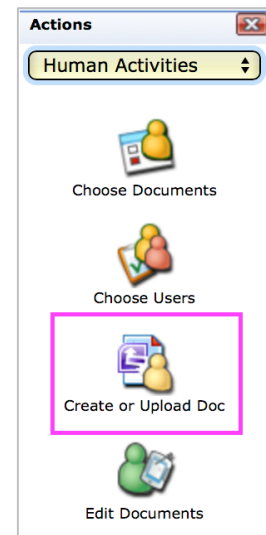 Actions
Human Activities
Choose Documents
Choose Users
Create or Upload Doc
Edit Documents